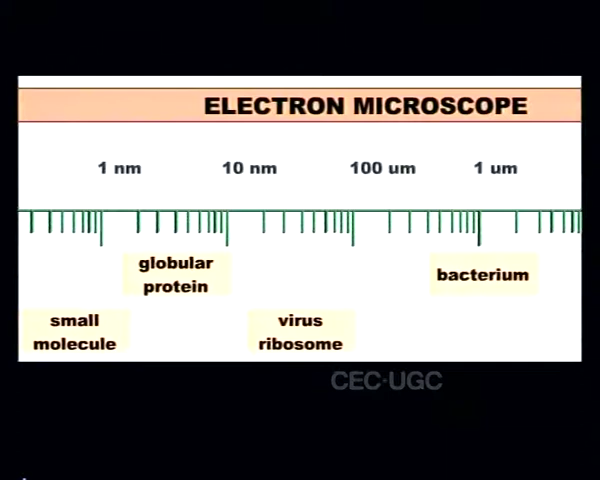 ELECTRON MICROSCOPE
1 nm 10 nm 100 um 1 um
globular
protein
bacterium
small
molecule
virus
ribosome
CEC-UGC